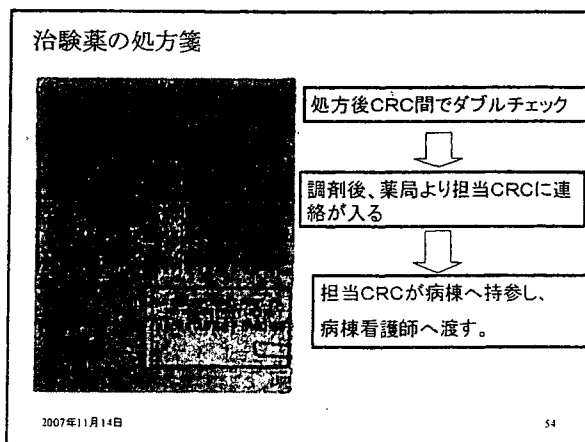 治験薬の処方箋
処方後CRC間でダブルチェック
調剤後、薬局より担当CRCに連
絡が入る
担当CRCが病棟へ持参し、
病棟看護師へ渡す。
2007年11月14日
54